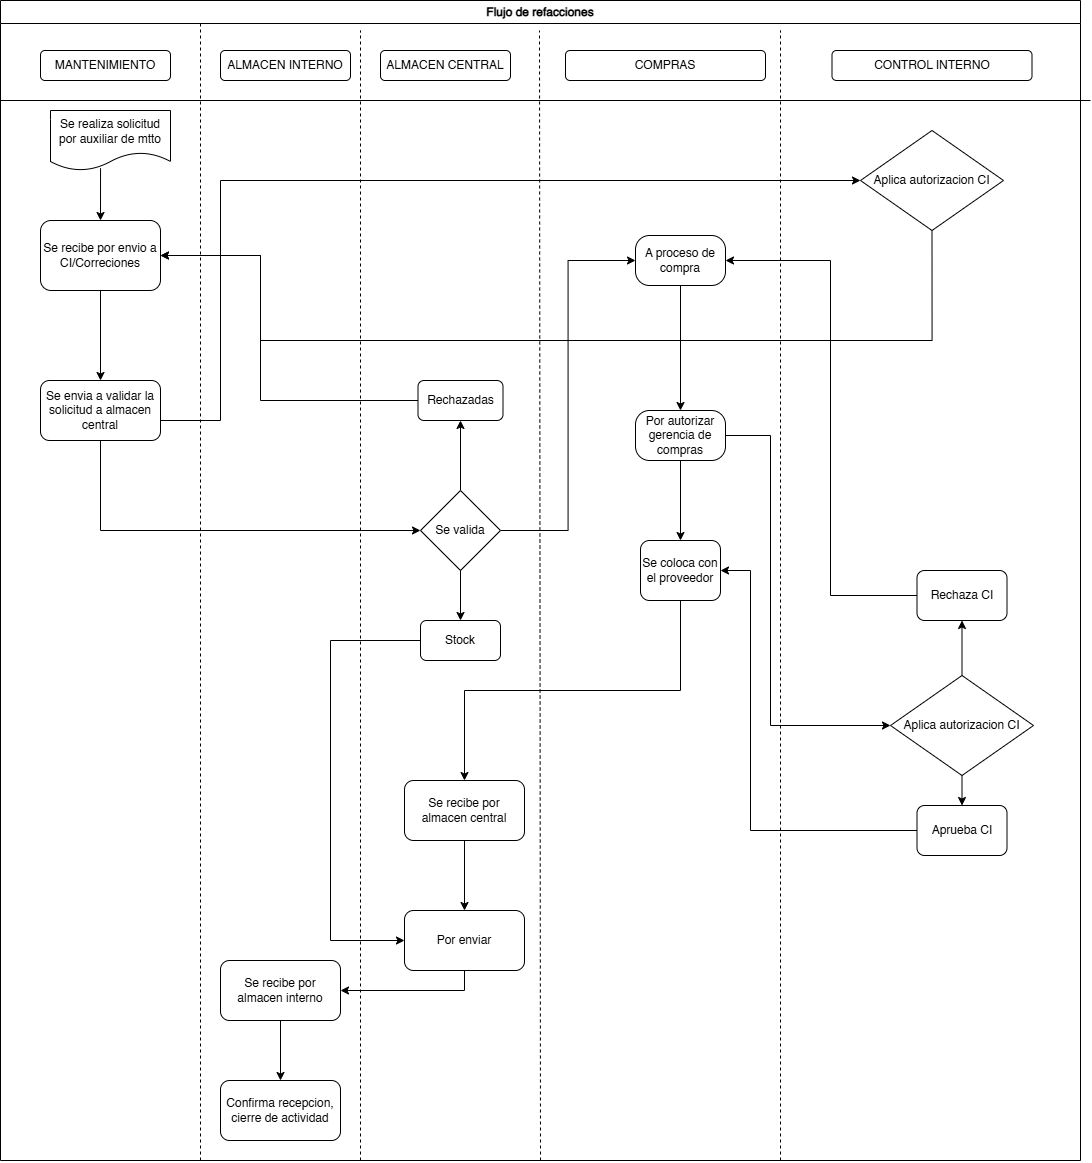 Flujo de refacciones
MANTENIMIENTO
ALMACEN INTERNO
ALMACEN CENTRAL
COMPRAS
CONTROL INTERNO
Se realiza solicitud
por auxiliar de mtto
Aplica autorizacion CI
Se recibe por envio a
CI/Correciones
A proceso de
compra
Se envia a validar la
solicitud a almacen
central
Rechazadas
Por autorizar
gerencia de
compras
Se valida
Se coloca con
el proveedor
Rechaza CI
Stock
Aplica autorizacion CI
Se recibe por
almacen central
Aprueba CI
Por enviar
Se recibe por
almacen interno
Confirma recepcion,
cierre de actividad